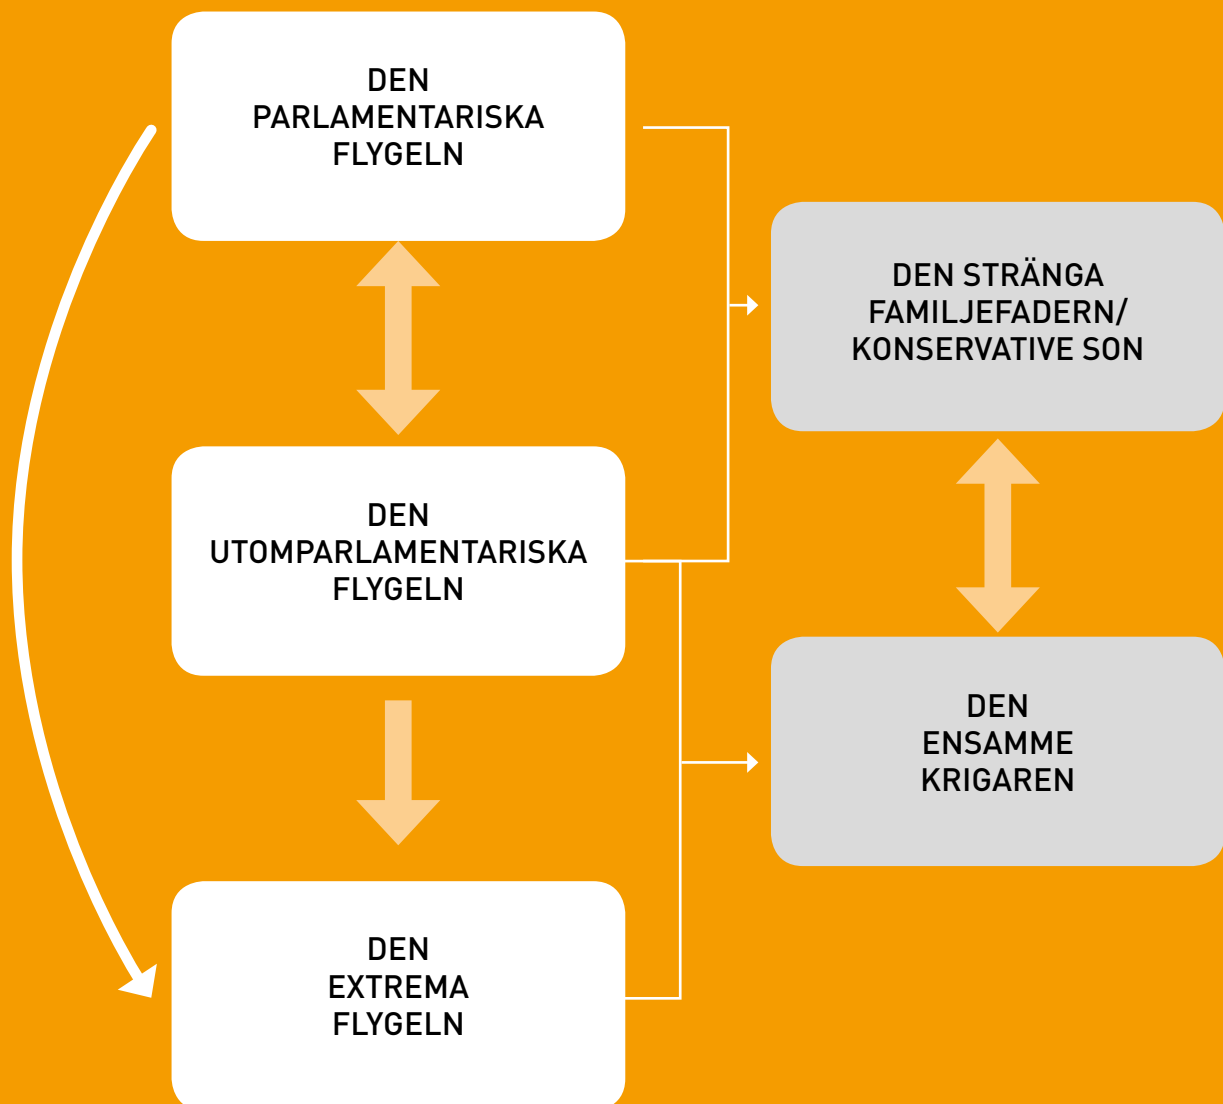 DEN
PARLAMENTARISKA
FLYGELN
DEN STRÄNGA
FAMILJEFADERN/
KONSERVATIVE SON
DEN
UTOMPARLAMENTARISKA
FLYGELN
DEN
ENSAMME
KRIGAREN
DEN
EXTREMA
FLYGELN